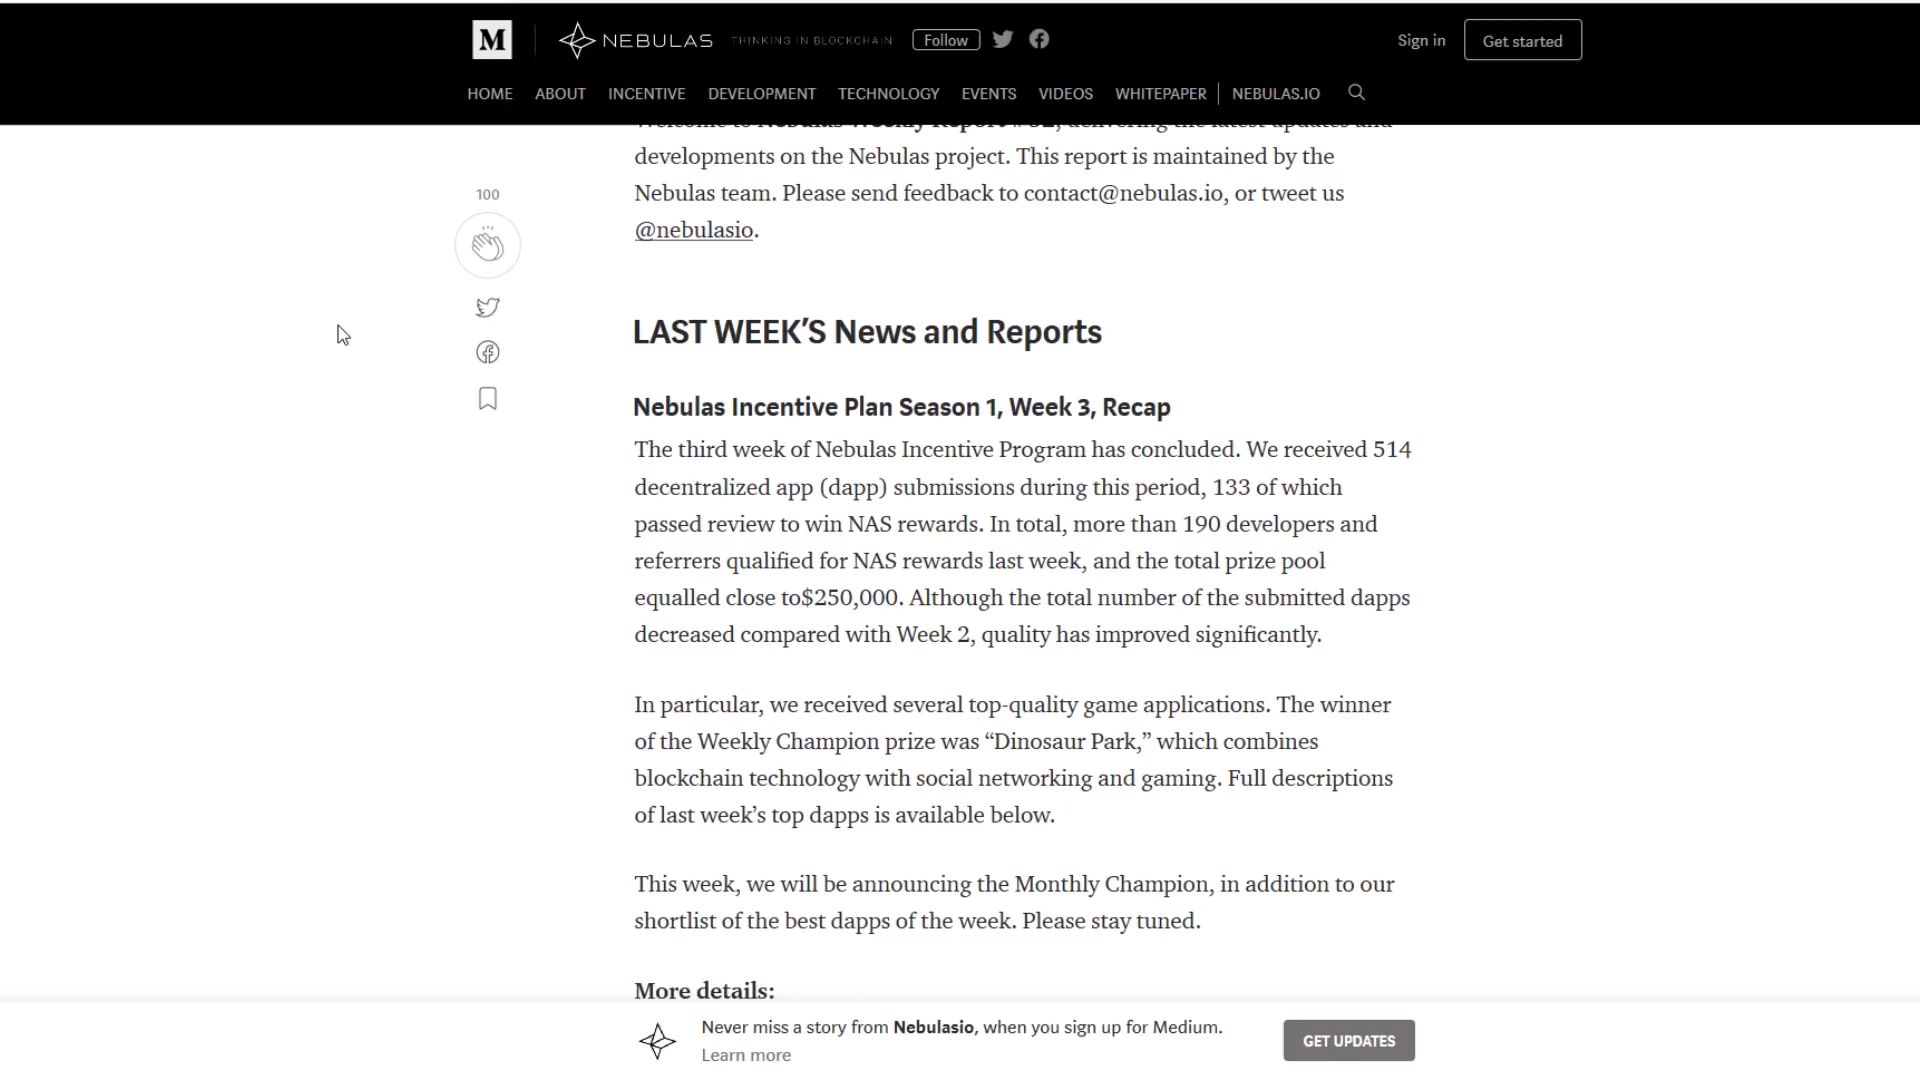 M
NEBULAS THINKING IN BLOCKCHAIN Follow
Sign in Get started
HOME ABOUT INCENTIVE DEVELOPMENT TECHNOLOGY EVENTS VIDEOS WHITEPAPER NEBULAS.IO
developments on the Nebulas project. This report is maintained by the
Nebulas team. Please send feedback to contact@nebulas.io, or tweet us
@nebulasio.
100
LAST WEEK’S News and Reports
Nebulas Incentive Plan Season 1, Week 3, Recap
The third week of Nebulas Incentive Program has concluded. We received 514
decentralized app (dapp) submissions during this period, 133 of which
passed review to win NAS rewards. In total, more than 190 developers and
referrers qualified for NAS rewards last week, and the total prize pool
equalled close to$250,000. Although the total number of the submitted dapps
decreased compared with Week 2, quality has improved significantly.
In particular, we received several top-quality game applications. The winner
of the Weekly Champion prize was “Dinosaur Park,” which combines
blockchain technology with social networking and gaming. Full descriptions
of last week’s top dapps is available below.
This week, we will be announcing the Monthly Champion, in addition to our
shortlist of the best dapps of the week. Please stay tuned.
More details:
Never miss a story from Nebulasio, when you sign up for Medium.
Learn more
GET UPDATES